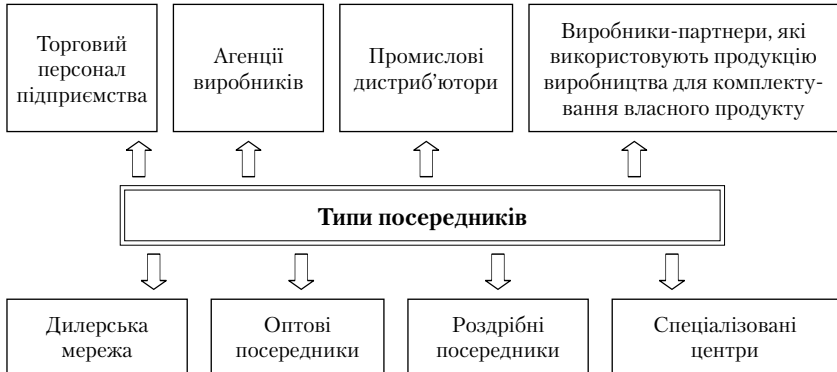 Торговий
персонал
підприємства
Агенції
виробників
Промислові
дистриб’ютори
Виробники-партнери, які
використовують продукцію
виробництва для комплекту-
вання власного продукту
Типи посередників
Дилерська
мережа
Оптові
посередники
Роздрібні
посередники
Спеціалізовані
центри